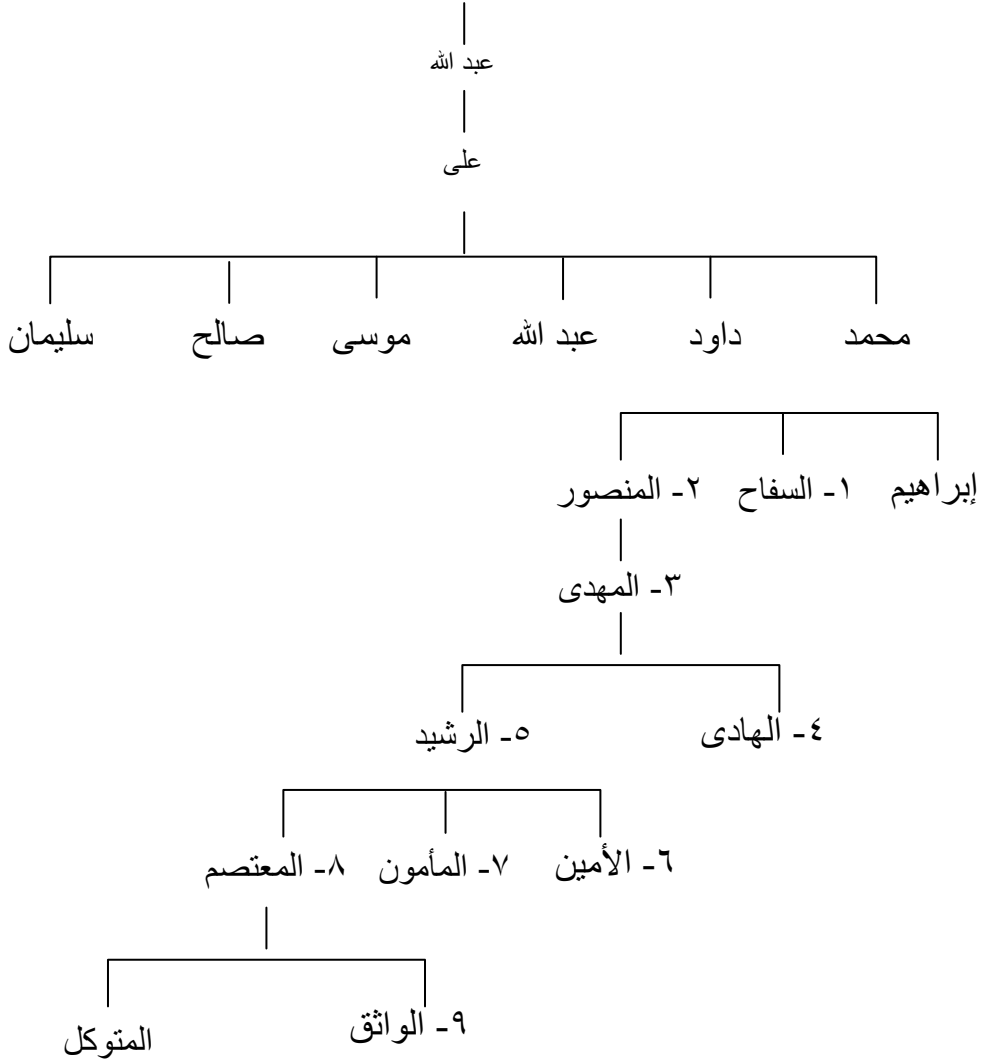 عبد الله
على
محمد داود عبد الله موسى صالح سليمان
إبراهيم ١- السفاح ٢- المنصور
٣- المهدى
٤- الهادى ٥- الرشيد
٦- الأمين ٧- المأمون ٨- المعتصم
٩- الواثق المتوكل